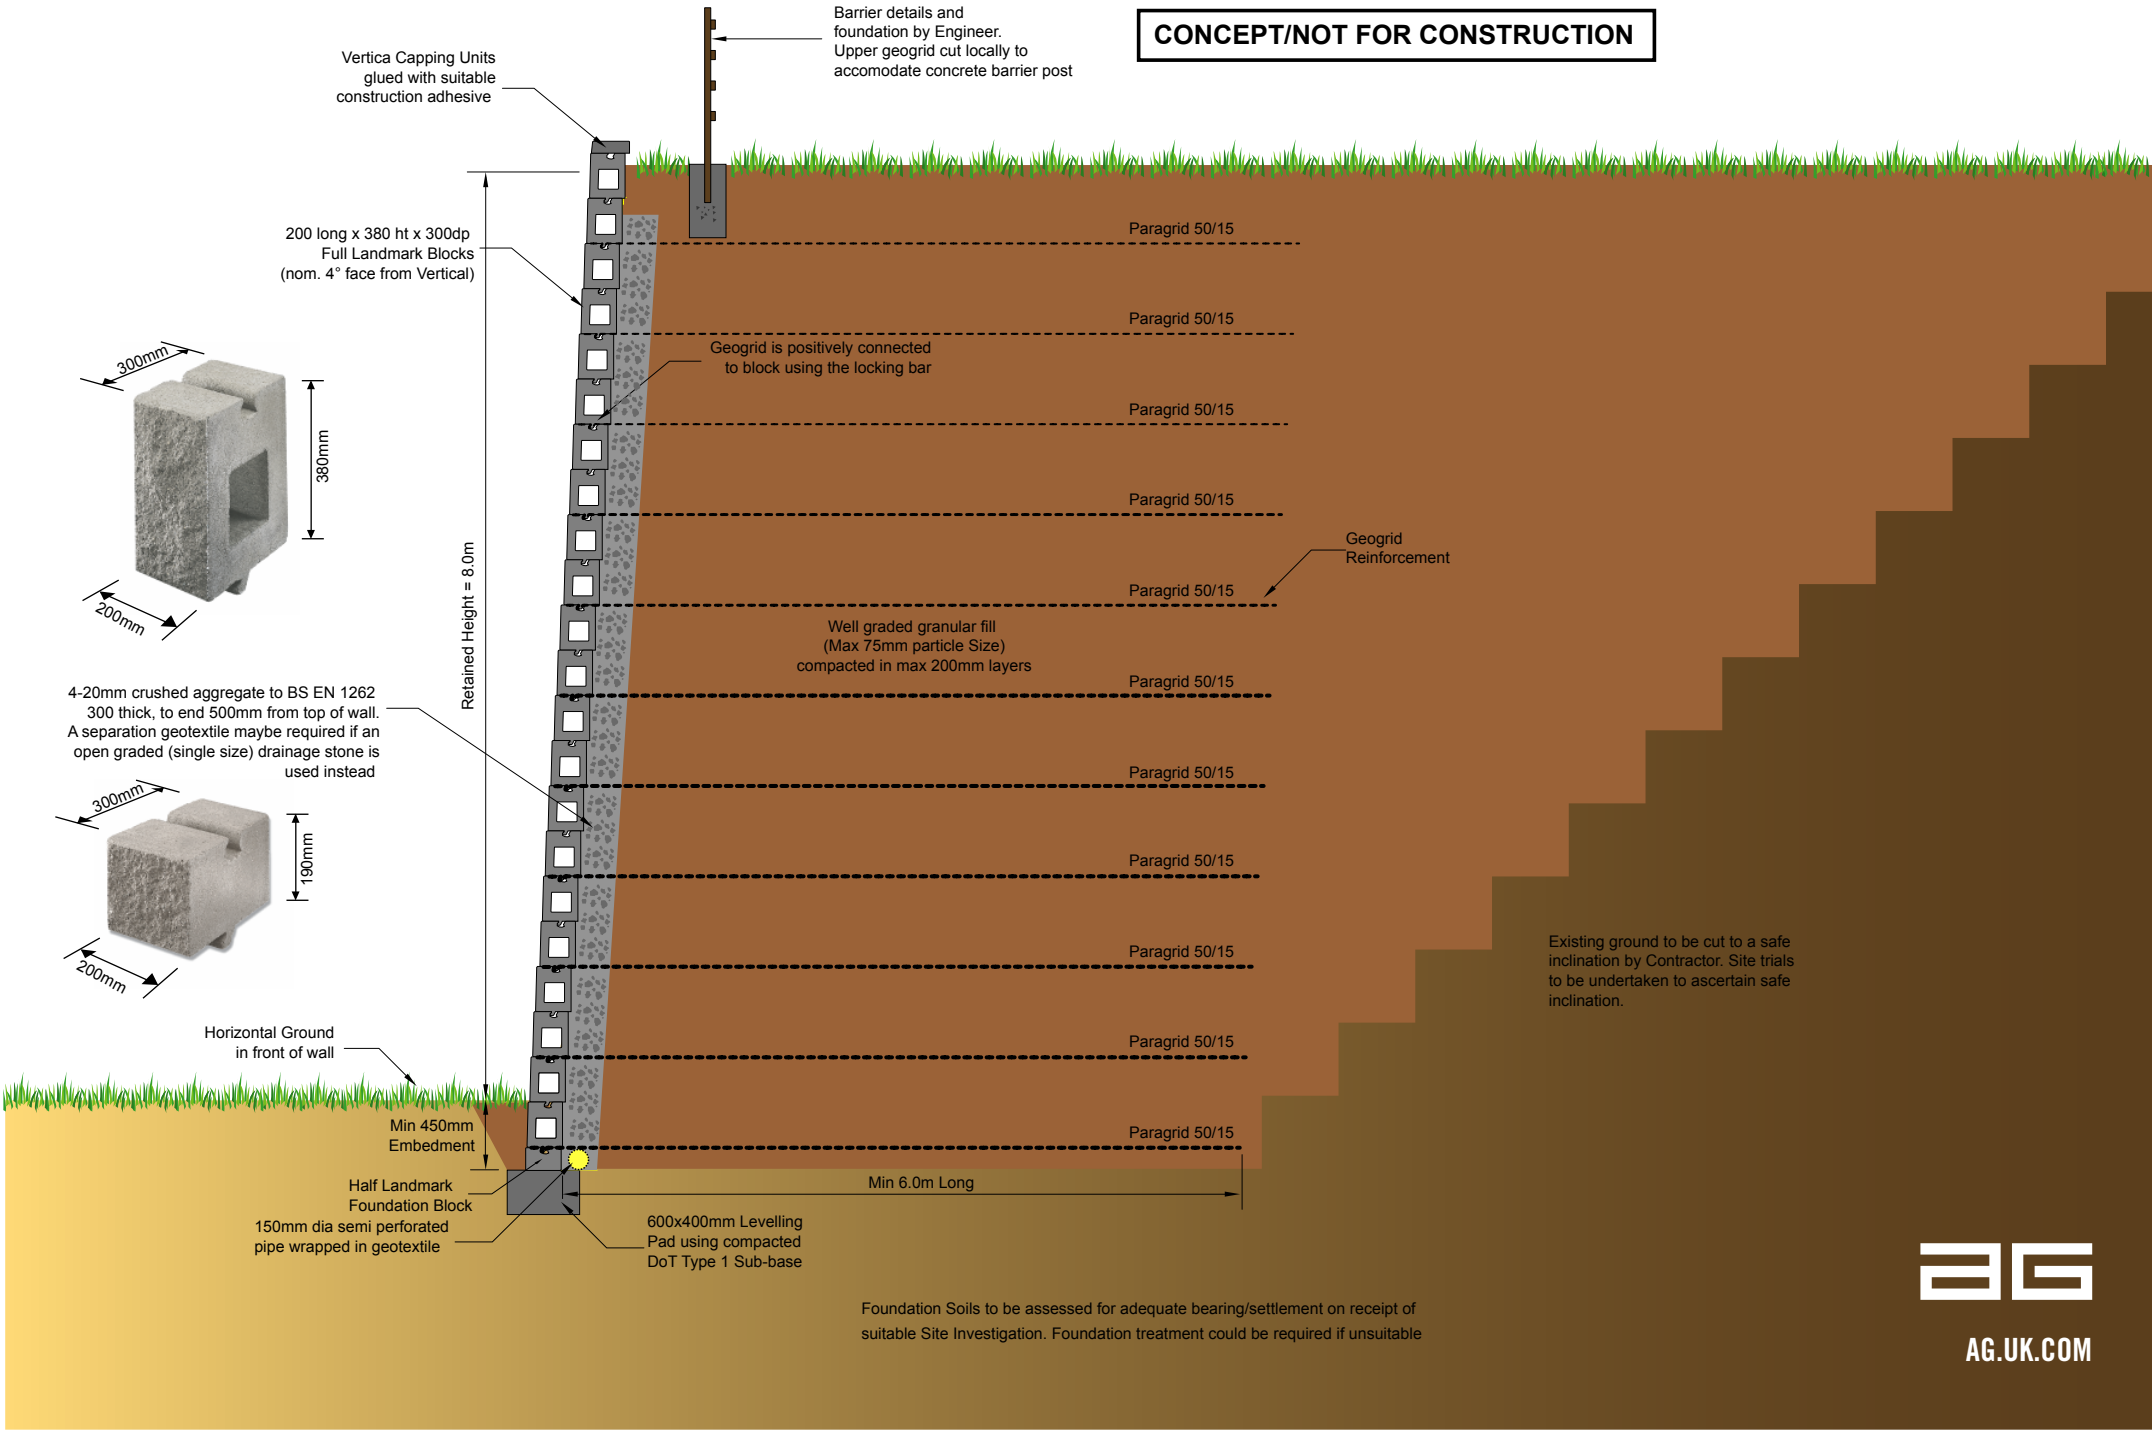 Barrier details and
foundation by Engineer.
Upper geogrid cut locally to
accomodate concrete barrier post
CONCEPT/NOT FOR CONSTRUCTION
Vertica Capping Units
glued with suitable
construction adhesive
200 long x 380 ht x 300dp
Full Landmark Blocks
(nom. 4° face from Vertical)
Paragrid 50/15
Paragrid 50/15
Geogrid is positively connected
to block using the locking bar
300mm
380mm
200mm
Paragrid 50/15
Paragrid 50/15
Geogrid
Reinforcement
Retained Height = 8.0m
Paragrid 50/15
Well graded granular fill
(Max 75mm particle Size)
compacted in max 200mm layers
Paragrid 50/15
4-20mm crushed aggregate to BS EN 1262
300 thick, to end 500mm from top of wall.
A separation geotextile maybe required if an
open graded (single size) drainage stone is
used instead
Paragrid 50/15
300mm
190mm
200mm
Paragrid 50/15
Paragrid 50/15
Existing ground to be cut to a safe
inclination by Contractor. Site trials
to be undertaken to ascertain safe
inclination.
Horizontal Ground
in front of wall
Paragrid 50/15
Min 450mm
Embedment
Paragrid 50/15
Half Landmark
Foundation Block
Min 6.0m Long
150mm dia semi perforated
pipe wrapped in geotextile
600x400mm Levelling
Pad using compacted
DoT Type 1 Sub-base
Foundation Soils to be assessed for adequate bearing/settlement on receipt of
suitable Site Investigation. Foundation treatment could be required if unsuitable
aG
AG.UK.COM